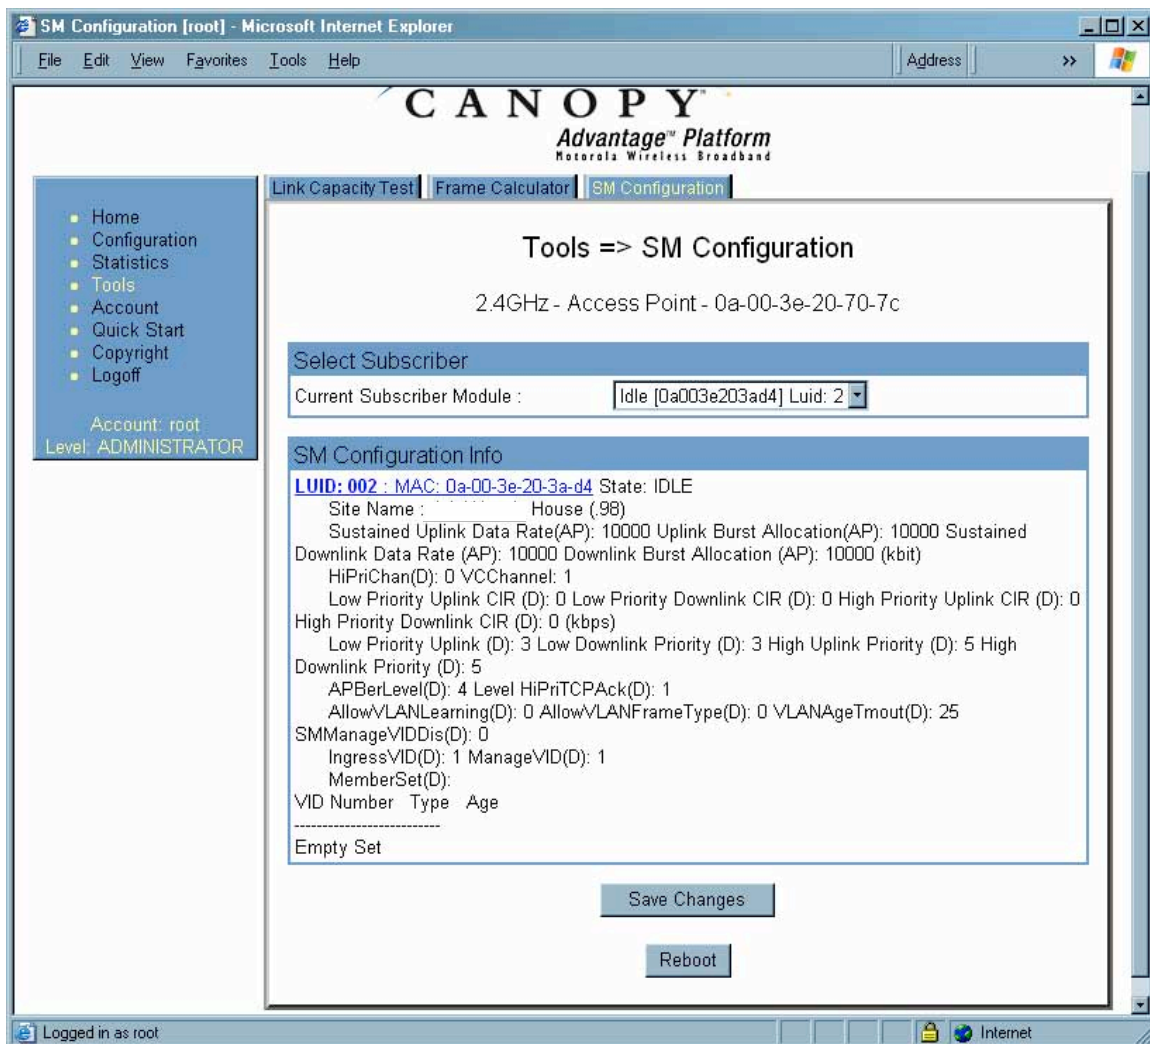 SM Configuration [root] - Microsoft Internet Explorer
File Edit View Favorites Tools Help
Address
»
CANOPY™
Advantage™ Platform
Motorola Wireless Broadband
Link Capacity Test Frame Calculator SM Configuration
Home
Configuration
Statistics
Tools
Account
Quick Start
Copyright
Logoff
Account: root
Level: ADMINISTRATOR
Tools => SM Configuration
2.4GHz - Access Point - 0a-00-3e-20-70-7c
Select Subscriber
Current Subscriber Module : Idle [0a003e203ad4] Luid: 2
SM Configuration Info
LUID: 002 : MAC: 0a-00-3e-20-3a-d4 State: IDLE
Site Name : House (.98)
Sustained Uplink Data Rate(AP): 10000 Uplink Burst Allocation(AP): 10000 Sustained
Downlink Data Rate (AP): 10000 Downlink Burst Allocation (AP): 10000 (kbit)
HiPriChan(D): 0 VCChannel: 1
Low Priority Uplink CIR (D): 0 Low Priority Downlink CIR (D): 0 High Priority Uplink CIR (D): 0
High Priority Downlink CIR (D): 0 (kbps)
Low Priority Uplink (D): 3 Low Downlink Priority (D): 3 High Uplink Priority (D): 5 High
Downlink Priority (D): 5
APBerLevel(D): 4 Level HiPriTCPAck(D): 1
AllowVLANLearning(D): 0 AllowVLANFrameType(D): 0 VLANAgeTmout(D): 25
SMManageVIDDis(D): 0
IngressVID(D): 1 ManageVID(D): 1
MemberSet(D):
VID Number Type Age
--------------------------
Empty Set
Save Changes
Reboot
Logged in as root
Internet